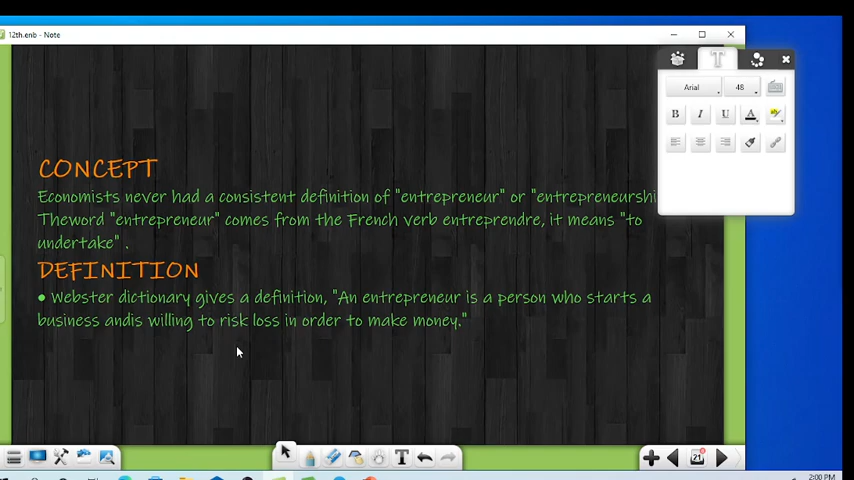 12th.enb - Note
Arial 48
B I U A
CONCEPT
Economists never had a consistent definition of "entrepreneur" or
Theword "entrepreneur" comes from the French verb entreprendre, it means "to
undertake" .
DEFINITION
• Webster dictionary gives a definition, "An entrepreneur is a person who starts a
business andis willing to risk loss in order to make money."
T
21
2:00 PM